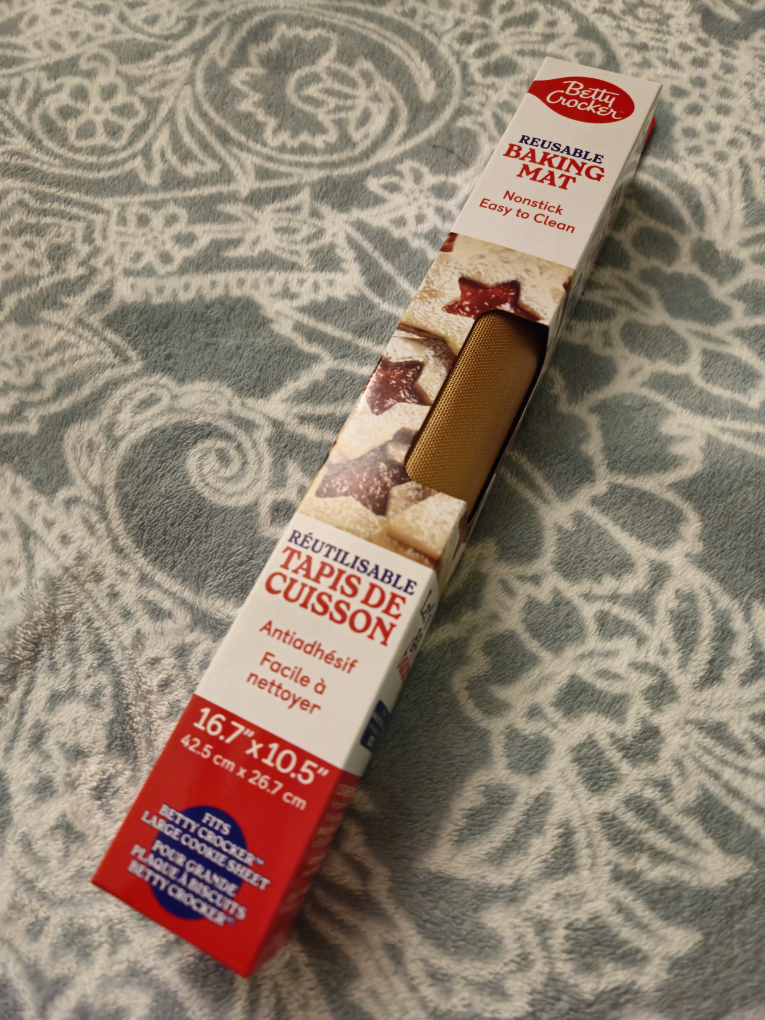 Betty
Crocker™
REUSABLE
BAKING
MAT
Nonstick
Easy to Clean
RÉUTILISABLE
TAPIS DE
CUISSON
Antiadhésif
Facile à
nettoyer
16.7" x 10.5"
42.5 cm x 26.7 cm
FITS
BETTY CROCKER™
LARGE COOKIE SHEET
POUR GRANDE
PLAQUE À BISCUITS
BETTY CROCKER™